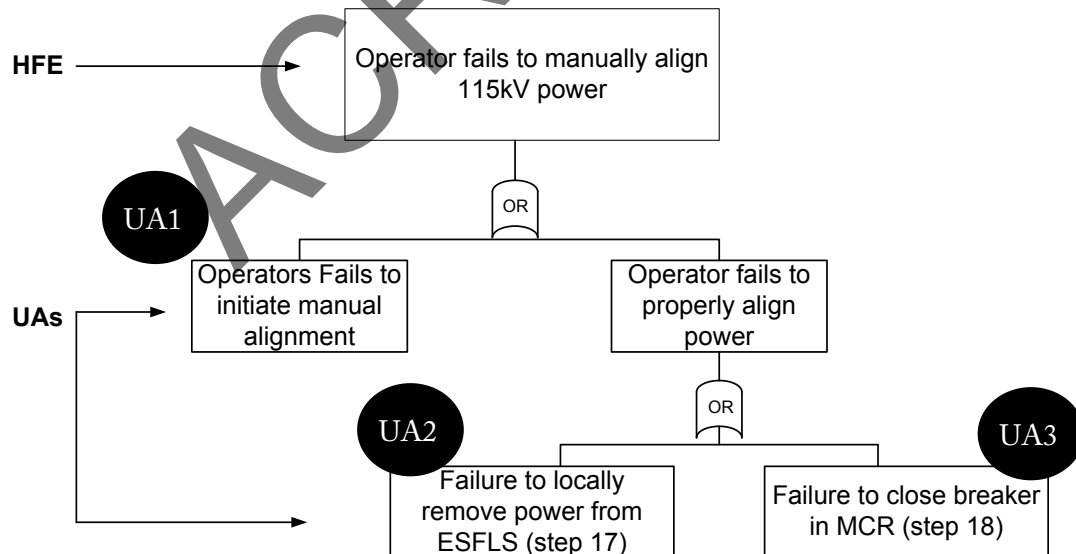 HFE
Operator fails to manually align
115kV power
OR
UA1
Operators Fails to
initiate manual
alignment
Operator fails to
properly align
power
UAs
OR
UA2
UA3
Failure to locally
remove power from
ESFLS (step 17)
Failure to close breaker
in MCR (step 18)